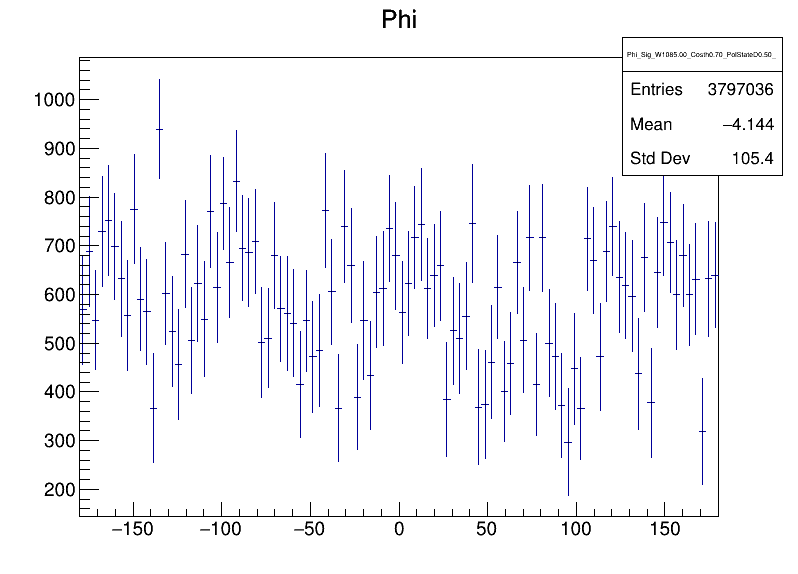 Phi
Phi_Sig_W1085.00_Costh0.70_PolStateD0.50_
Entries 3797036
Mean −4.144
Std Dev 105.4
1000
900
800
700
600
500
400
300
200
−150 −100 −50 0 50 100 150